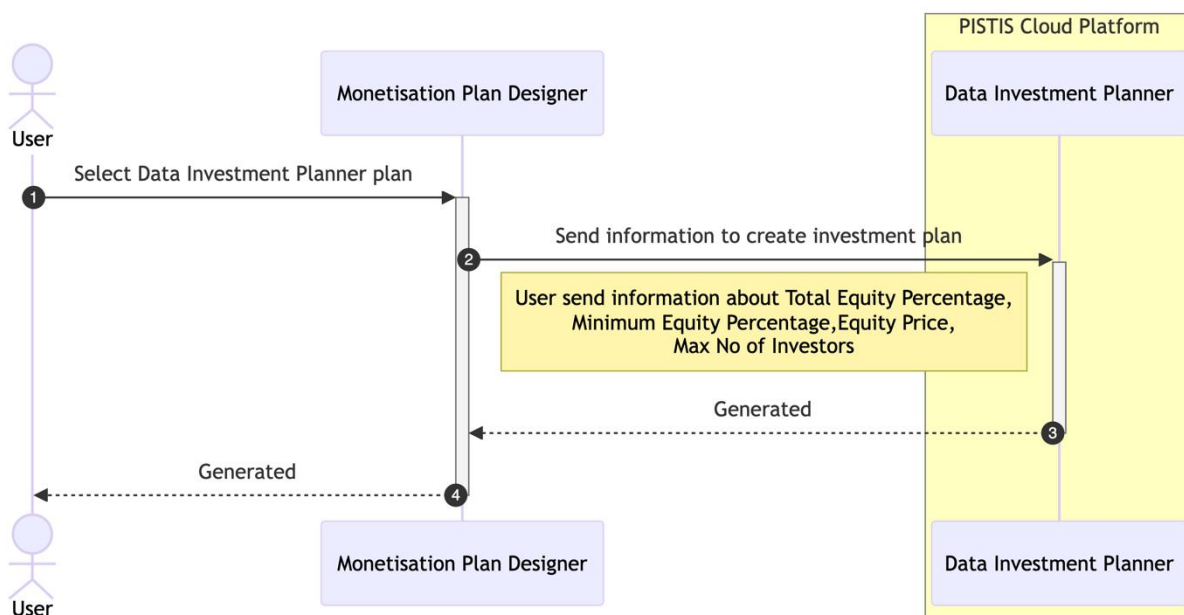 PISTIS Cloud Platform
User
Monetisation Plan Designer
Data Investment Planner
Select Data Investment Planner plan
1
Send information to create investment plan
2
User send information about Total Equity Percentage,
Minimum Equity Percentage,Equity Price,
Max No of Investors
Generated
3
Generated
4
User
Monetisation Plan Designer
Data Investment Planner